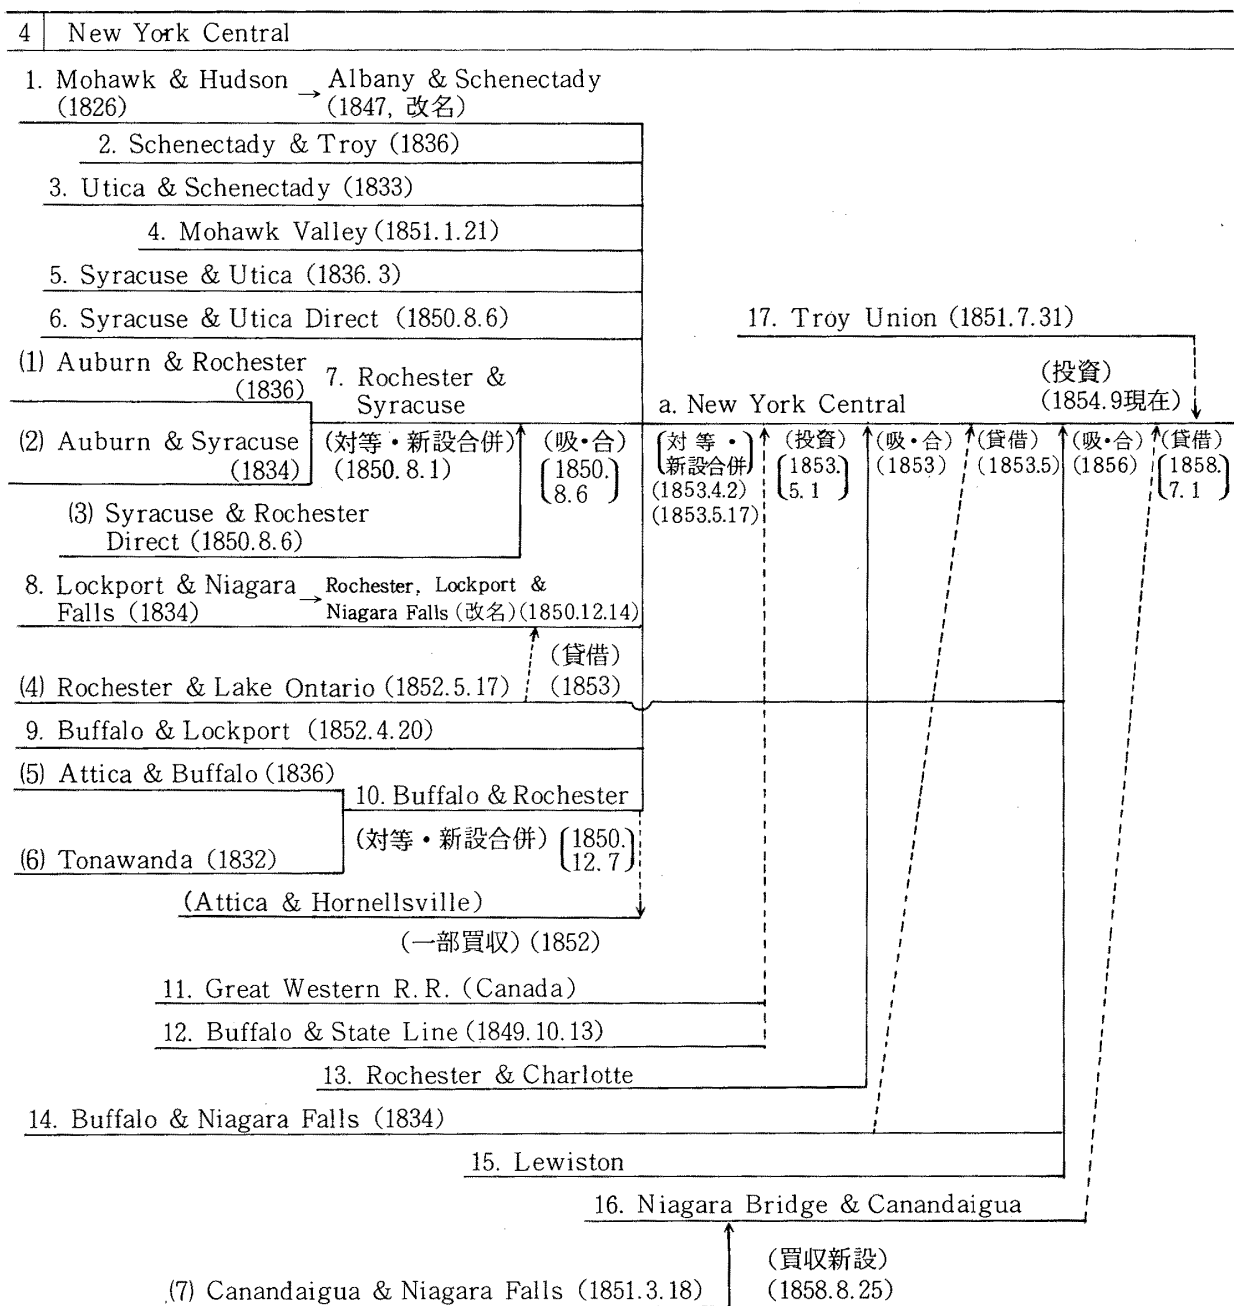 4 New York Central
1. Mohawk & Hudson → Albany & Schenectady
(1826) (1847, 改名)
2. Schenectady & Troy (1836)
3. Utica & Schenectady (1833)
4. Mohawk Valley (1851.1.21)
5. Syracuse & Utica (1836.3)
6. Syracuse & Utica Direct (1850.8.6)
17. Troy Union (1851.7.31)
(1) Auburn & Rochester
(1836)
7. Rochester &
Syracuse
(投資)
(1854.9現在)
a. New York Central
(2) Auburn & Syracuse
(1834)
(対等・新設合併)
(1850.8.1)
(吸・合)
(1850.
8.6)
(対等・
新設合併)
(1853.4.2)
(1853.5.17)
(投資)
(1853.
5.1)
(吸・合)
(1853)
(貸借)
(1853.5)
(吸・合)
(1856)
(貸借)
(1858.
7.1)
(3) Syracuse & Rochester
Direct (1850.8.6)
8. Lockport & Niagara → Rochester, Lockport &
Falls (1834) Niagara Falls (改名) (1850.12.14)
(貸借)
(1853)
(4) Rochester & Lake Ontario (1852.5.17)
9. Buffalo & Lockport (1852.4.20)
(5) Attica & Buffalo (1836)
10. Buffalo & Rochester
(対等・新設合併) (1850.
12.7)
(6) Tonawanda (1832)
(Attica & Hornellsville)
(一部買収) (1852)
11. Great Western R.R. (Canada)
12. Buffalo & State Line (1849.10.13)
13. Rochester & Charlotte
14. Buffalo & Niagara Falls (1834)
15. Lewiston
16. Niagara Bridge & Canandaigua
(買収新設)
(7) Canandaigua & Niagara Falls (1851.3.18) (1858.8.25)